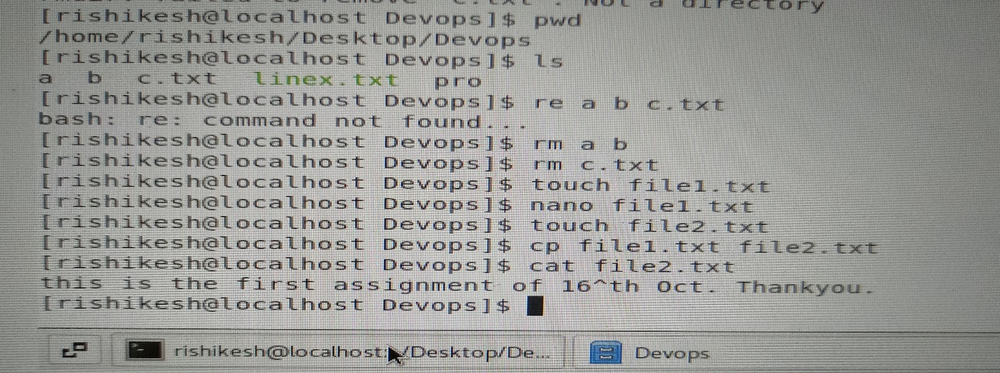 to remove 'c.txt': Not a directory
[rishikesh@localhost Devops]$ pwd
/home/rishikesh/Desktop/Devops
[rishikesh@localhost Devops]$ ls
a b c.txt linex.txt pro
[rishikesh@localhost Devops]$ re a b c.txt
bash: re: command not found...
[rishikesh@localhost Devops]$ rm a b
[rishikesh@localhost Devops]$ rm c.txt
[rishikesh@localhost Devops]$ touch file1.txt
[rishikesh@localhost Devops]$ nano file1.txt
[rishikesh@localhost Devops]$ touch file2.txt
[rishikesh@localhost Devops]$ cp file1.txt file2.txt
[rishikesh@localhost Devops]$ cat file2.txt
this is the first assignment of 16^th Oct. Thankyou.
[rishikesh@localhost Devops]$
rishikesh@localhost:~/Desktop/De...
Devops